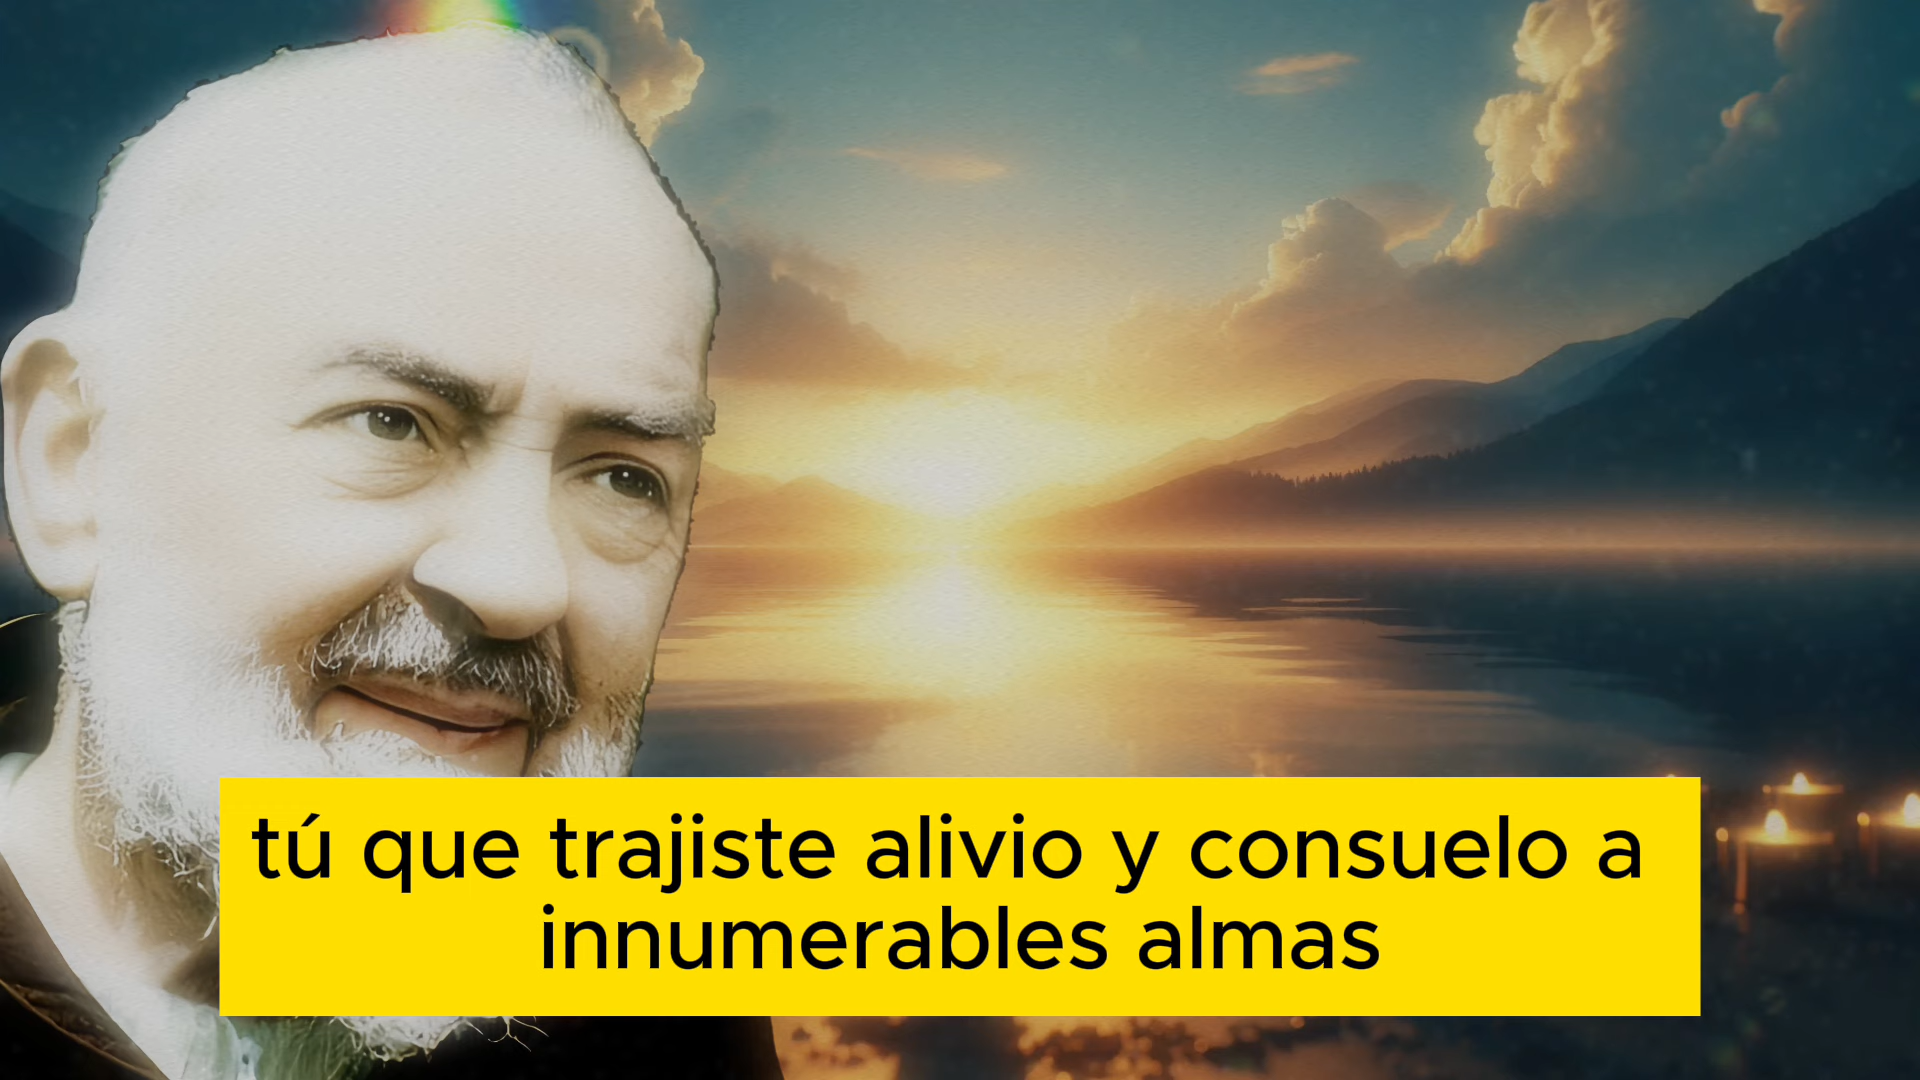 tú que trajiste alivio y consuelo a
innumerables almas